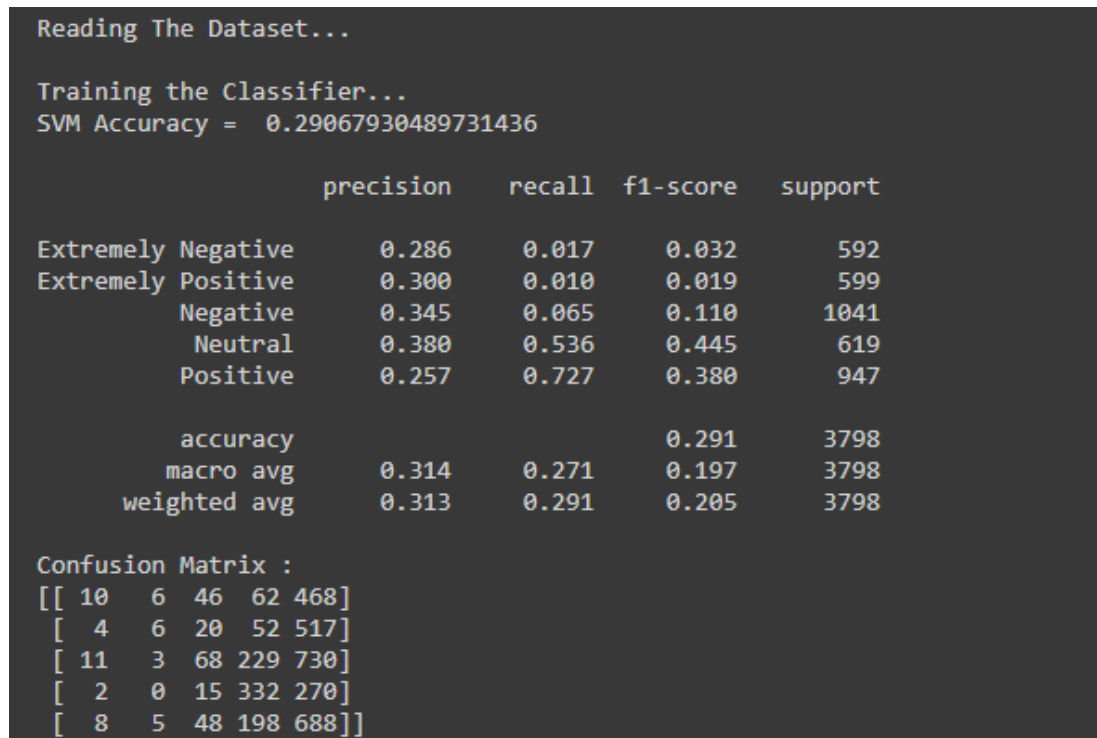 Reading The Dataset...
Training the Classifier...
SVM Accuracy =  0.29067930489731436
                    precision    recall  f1-score   support
Extremely Negative      0.286     0.017     0.032       592
Extremely Positive      0.300     0.010     0.019       599
          Negative      0.345     0.065     0.110      1041
           Neutral      0.380     0.536     0.445       619
          Positive      0.257     0.727     0.380       947
          accuracy                          0.291      3798
         macro avg      0.314     0.271     0.197      3798
      weighted avg      0.313     0.291     0.205      3798
Confusion Matrix :
[[ 10   6  46  62 468]
 [  4   6  20  52 517]
 [ 11   3  68 229 730]
 [  2   0  15 332 270]
 [  8   5  48 198 688]]